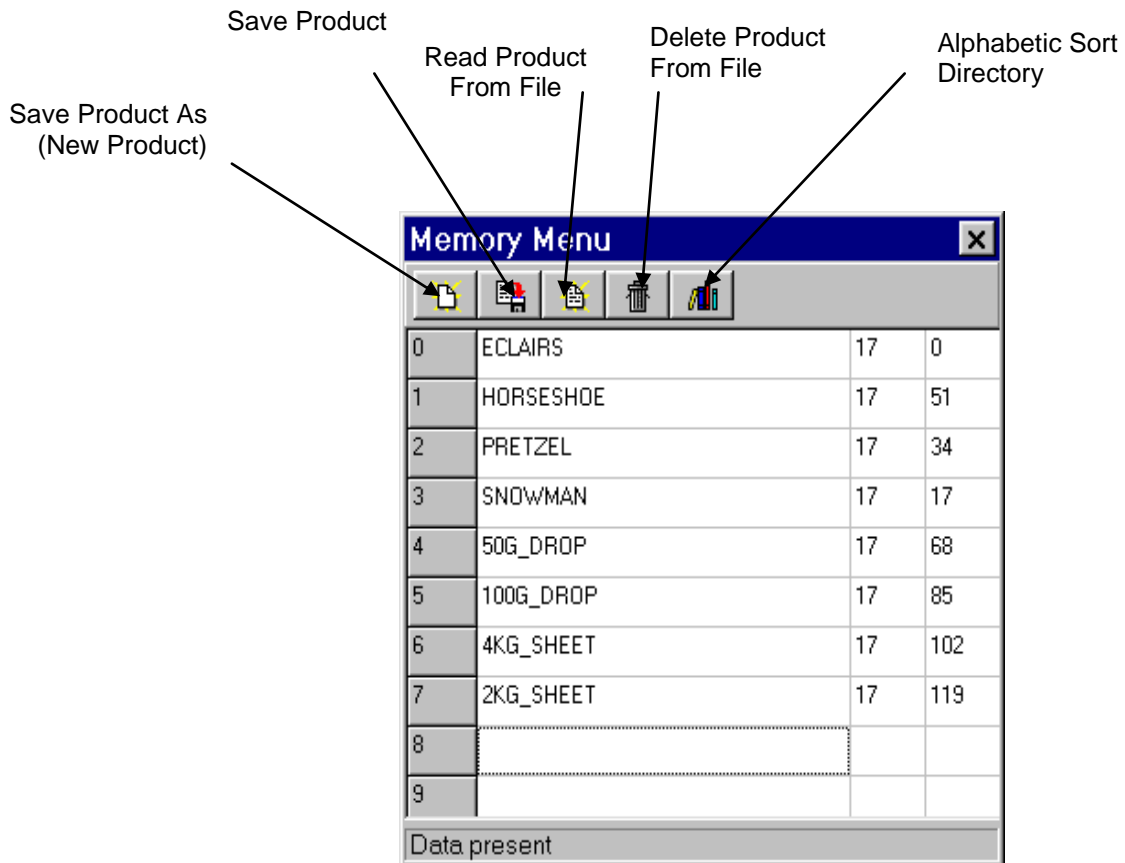 Save Product
Read Product
From File
Delete Product
From File
Alphabetic Sort
Directory
Save Product As
(New Product)
Memory Menu
0 ECLAIRS 17 0
1 HORSESHOE 17 51
2 PRETZEL 17 34
3 SNOWMAN 17 17
4 50G_DROP 17 68
5 100G_DROP 17 85
6 4KG_SHEET 17 102
7 2KG_SHEET 17 119
8
9
Data present